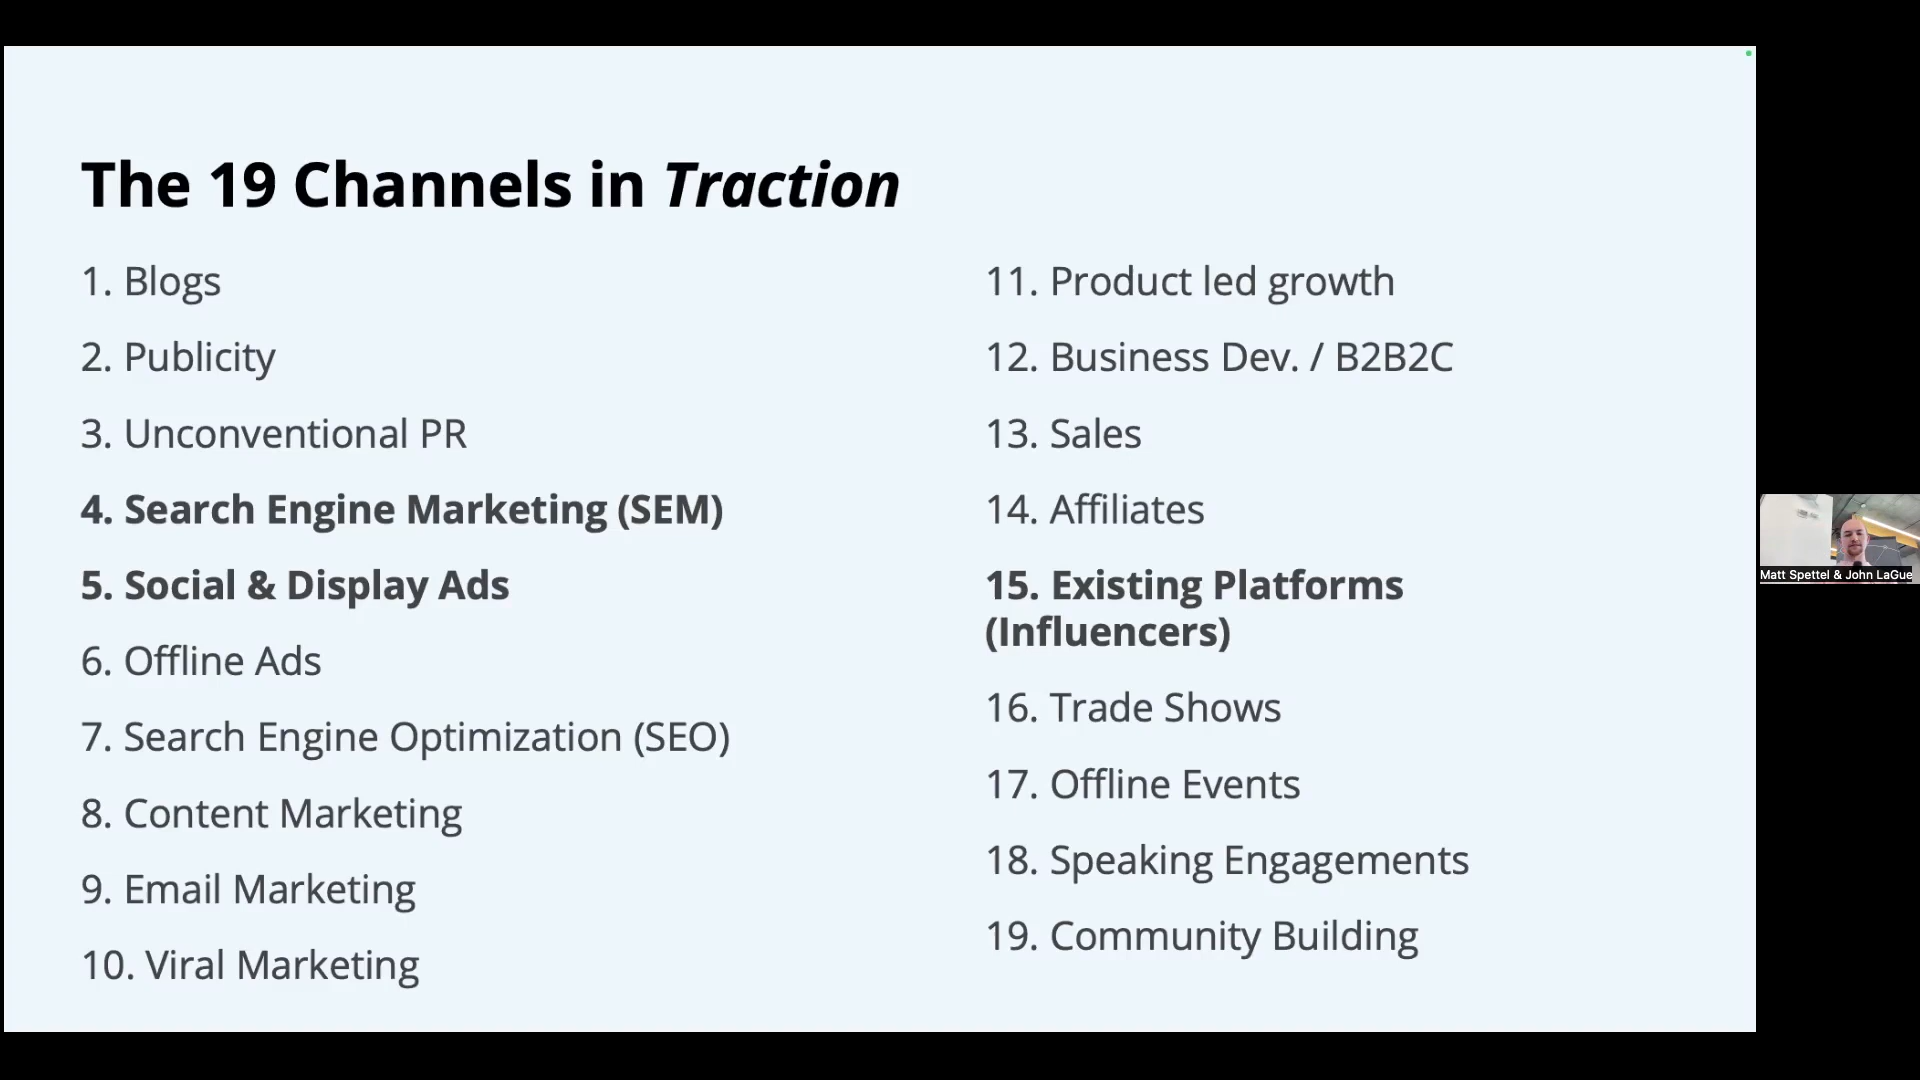 The 19 Channels in Traction
1. Blogs
2. Publicity
3. Unconventional PR
4. Search Engine Marketing (SEM)
5. Social & Display Ads
6. Offline Ads
7. Search Engine Optimization (SEO)
8. Content Marketing
9. Email Marketing
10. Viral Marketing
11. Product led growth
12. Business Dev. / B2B2C
13. Sales
14. Affiliates
15. Existing Platforms
(Influencers)
16. Trade Shows
17. Offline Events
18. Speaking Engagements
19. Community Building
Matt Spettel & John LaGue